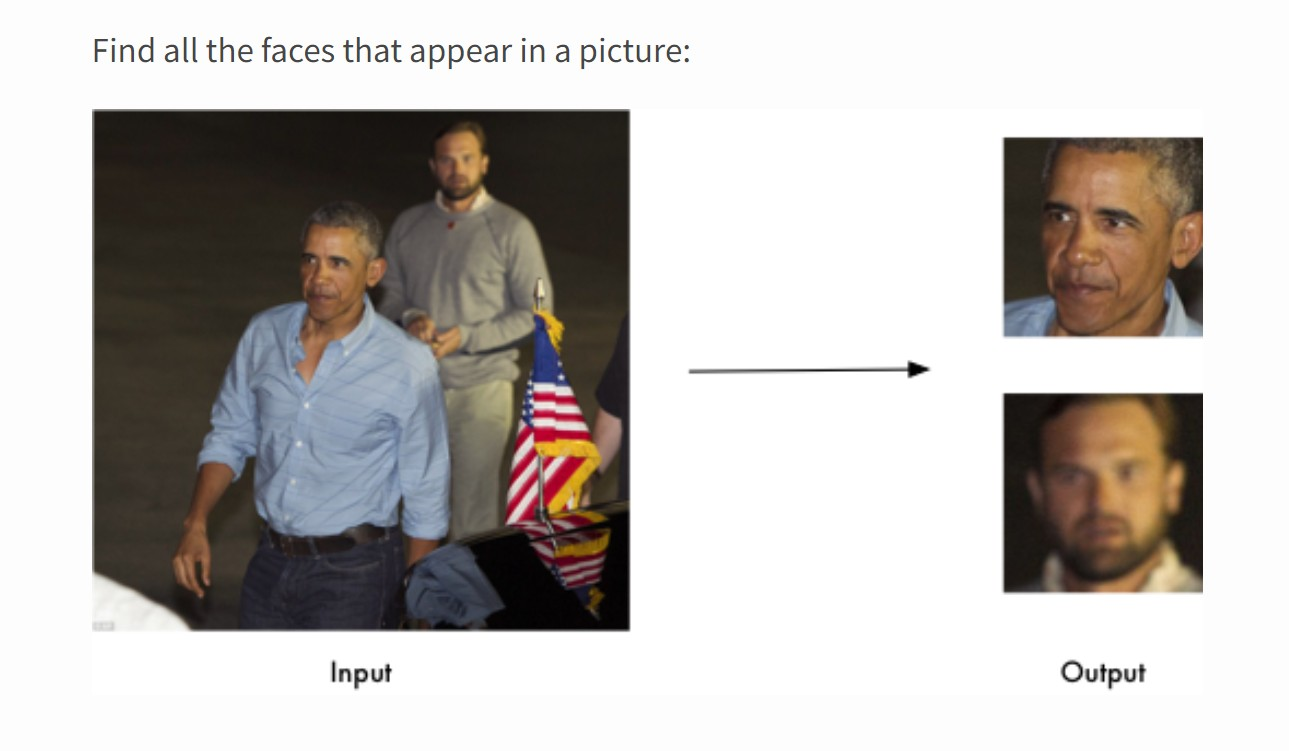 Find all the faces that appear in a picture:
Input
Output